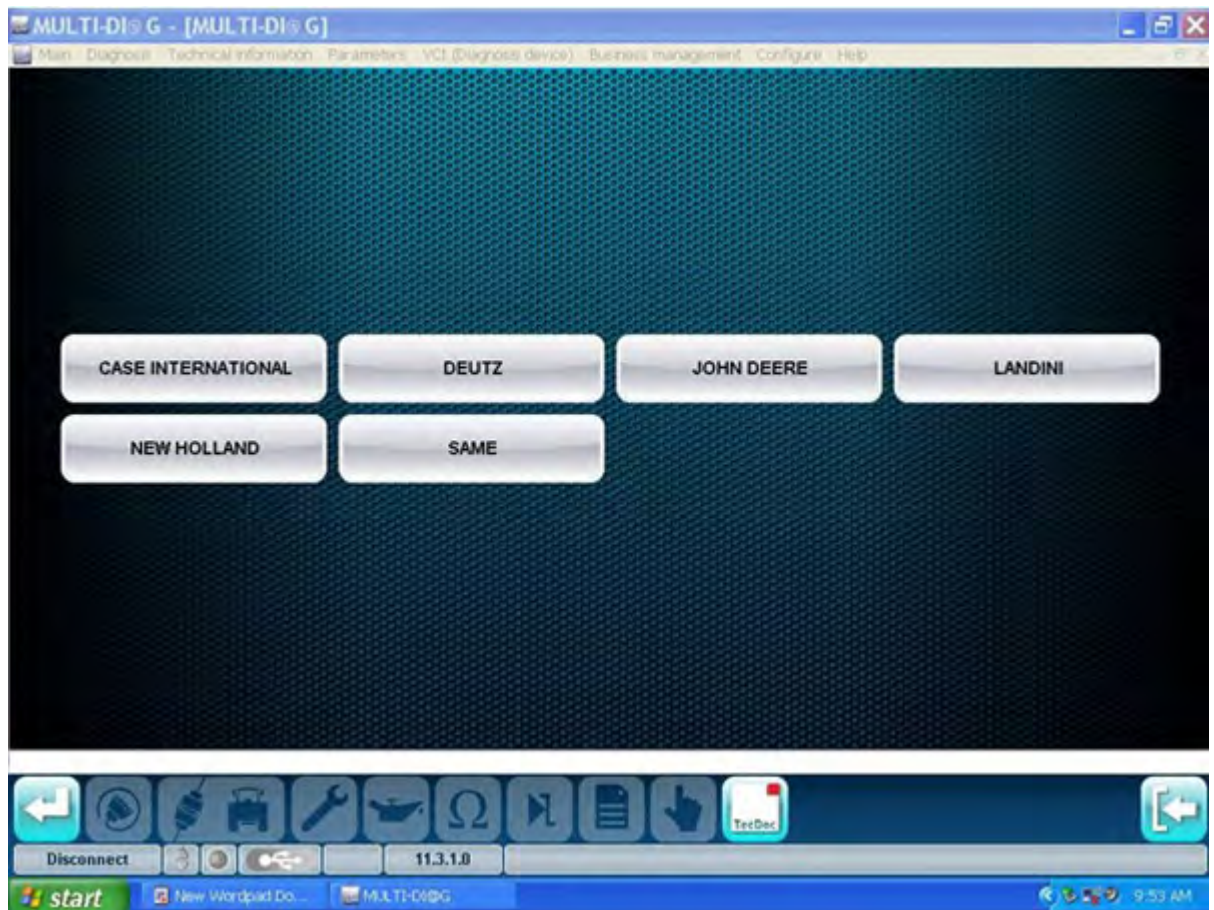 MULTI-DI@G - [MULTI-DI@G]
Main Diagnosis Technical information Parameters VCI (Diagnosis device) Business management Configure Help
CASE INTERNATIONAL DEUTZ JOHN DEERE LANDINI
NEW HOLLAND SAME
Ω TecDoc
Disconnect 11.3.1.0
start New Wordpad Do... MULTI-DI@G 9:53 AM